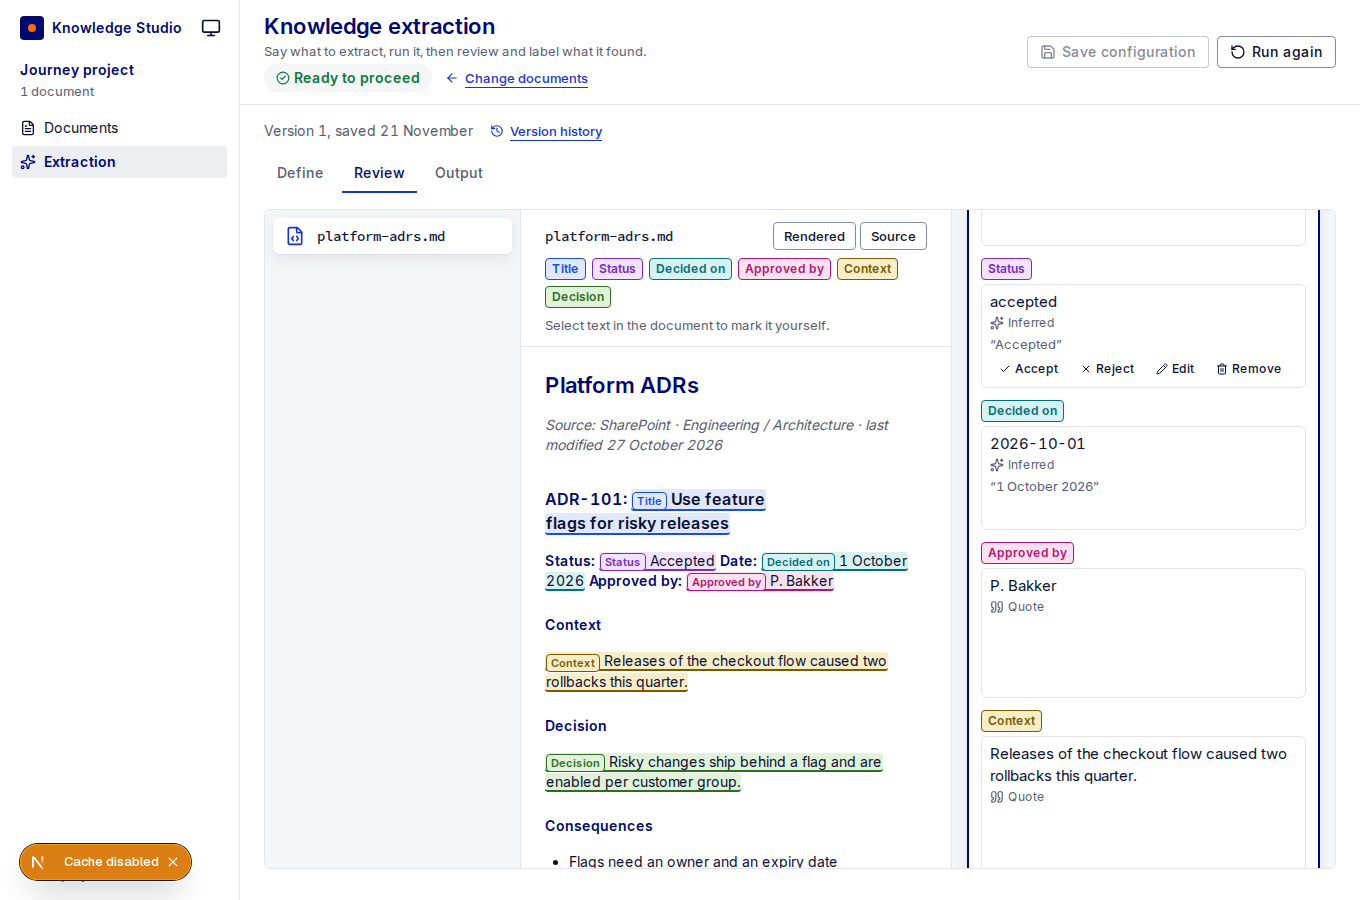 Knowledge Studio
Journey project
1 document
Documents
Extraction
Cache disabled
Knowledge extraction
Say what to extract, run it, then review and label what it found.
Ready to proceed
Change documents
Save configuration
Run again
Version 1, saved 21 November
Version history
Define
Review
Output
platform-adrs.md
platform-adrs.md
Rendered
Source
Title
Status
Decided on
Approved by
Context
Decision
Select text in the document to mark it yourself.
Platform ADRs
Source: SharePoint · Engineering / Architecture · last
modified 27 October 2026
ADR-101: Title Use feature
flags for risky releases
Status: Status Accepted Date: Decided on 1 October
2026 Approved by: Approved by P. Bakker
Context
Context Releases of the checkout flow caused two
rollbacks this quarter.
Decision
Decision Risky changes ship behind a flag and are
enabled per customer group.
Consequences
Flags need an owner and an expiry date
Status
accepted
Inferred
“Accepted”
Accept
Reject
Edit
Remove
Decided on
2026-10-01
Inferred
“1 October 2026”
Approved by
P. Bakker
Quote
Context
Releases of the checkout flow caused two
rollbacks this quarter.
Quote